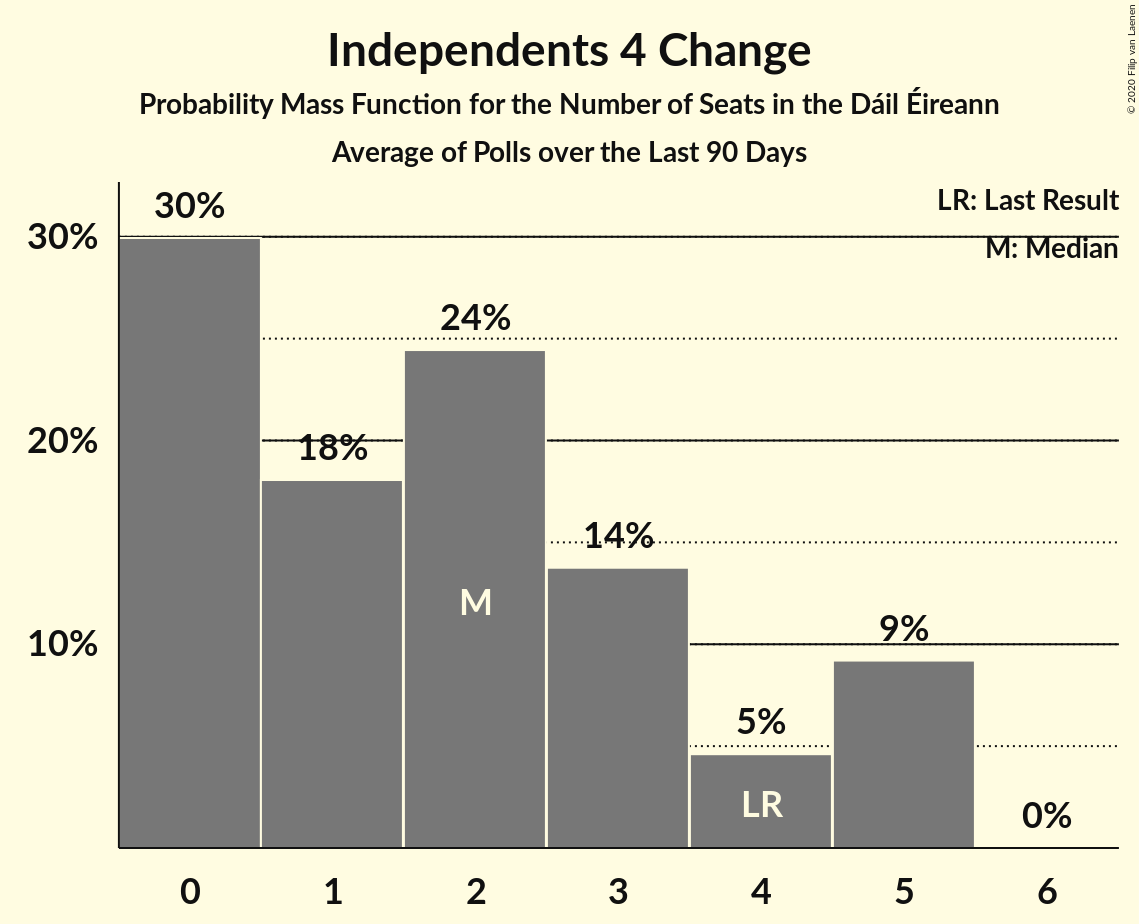 Independents 4 Change
Probability Mass Function for the Number of Seats in the Dáil Éireann
Average of Polls over the Last 90 Days
© 2020 Filip van Laenen
LR: Last Result
M: Median
30%
20%
10%
30%
18%
24%
14%
5%
9%
0%
M
LR
0 1 2 3 4 5 6